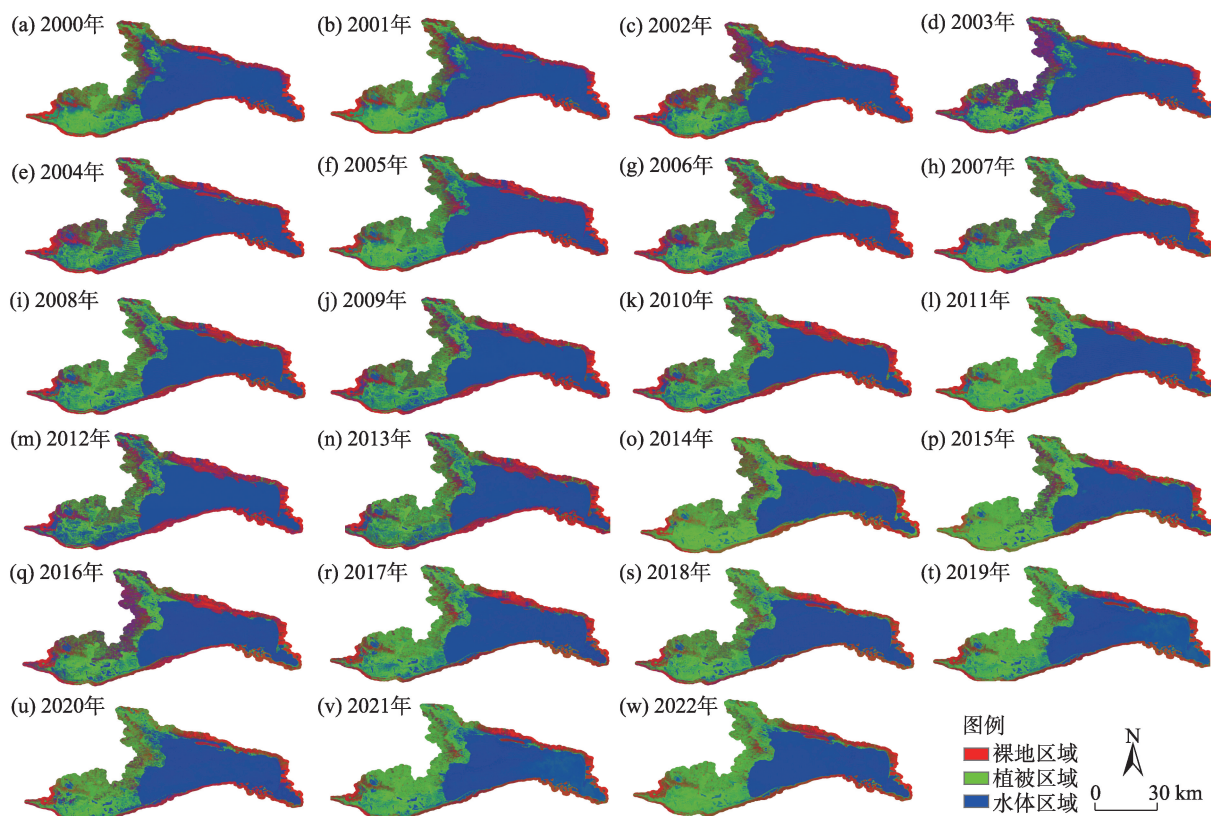 (a) 2000年
(b) 2001年
(c) 2002年
(d) 2003年
(e) 2004年
(f) 2005年
(g) 2006年
(h) 2007年
(i) 2008年
(j) 2009年
(k) 2010年
(l) 2011年
(m) 2012年
(n) 2013年
(o) 2014年
(p) 2015年
(q) 2016年
(r) 2017年
(s) 2018年
(t) 2019年
(u) 2020年
(v) 2021年
(w) 2022年
图例
裸地区域
植被区域
水体区域
N
0 30 km